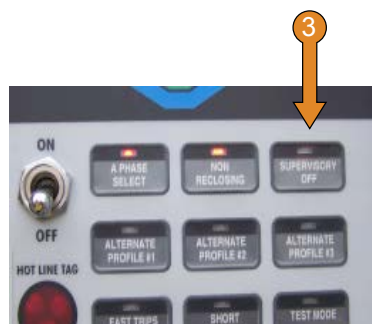 3
ON
A PHASE
SELECT
NON
RECLOSING
SUPERVISORY
OFF
OFF
HOT LINE TAG
ALTERNATE
PROFILE #1
ALTERNATE
PROFILE #2
ALTERNATE
PROFILE #3
FAST TRIPS
SHORT
TEST MODE